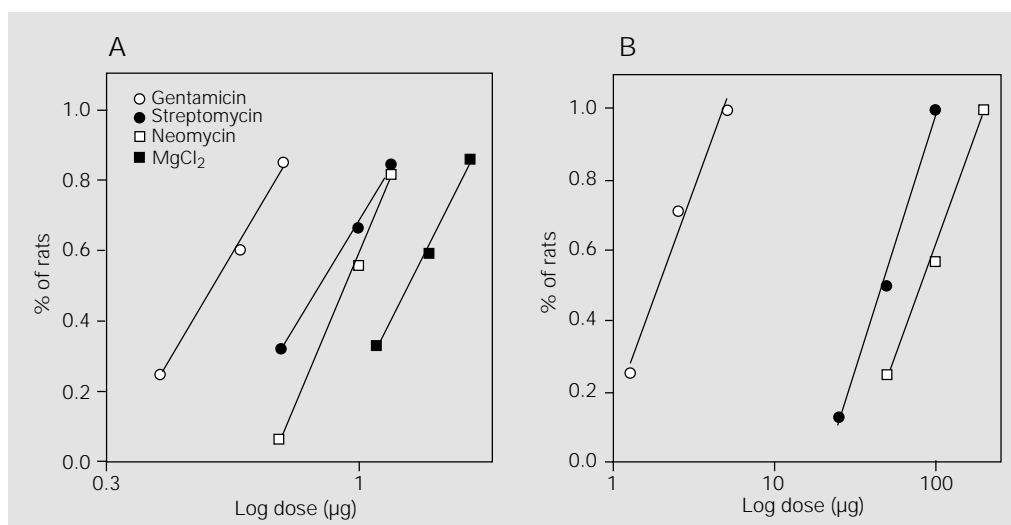 A
Gentamicin
Streptomycin
Neomycin
MgCl₂
1.0
0.8
0.6
0.4
0.2
0.0
% of rats
0.3
1
Log dose (µg)
B
1.0
0.8
0.6
0.4
0.2
0.0
% of rats
1
10
100
Log dose (µg)